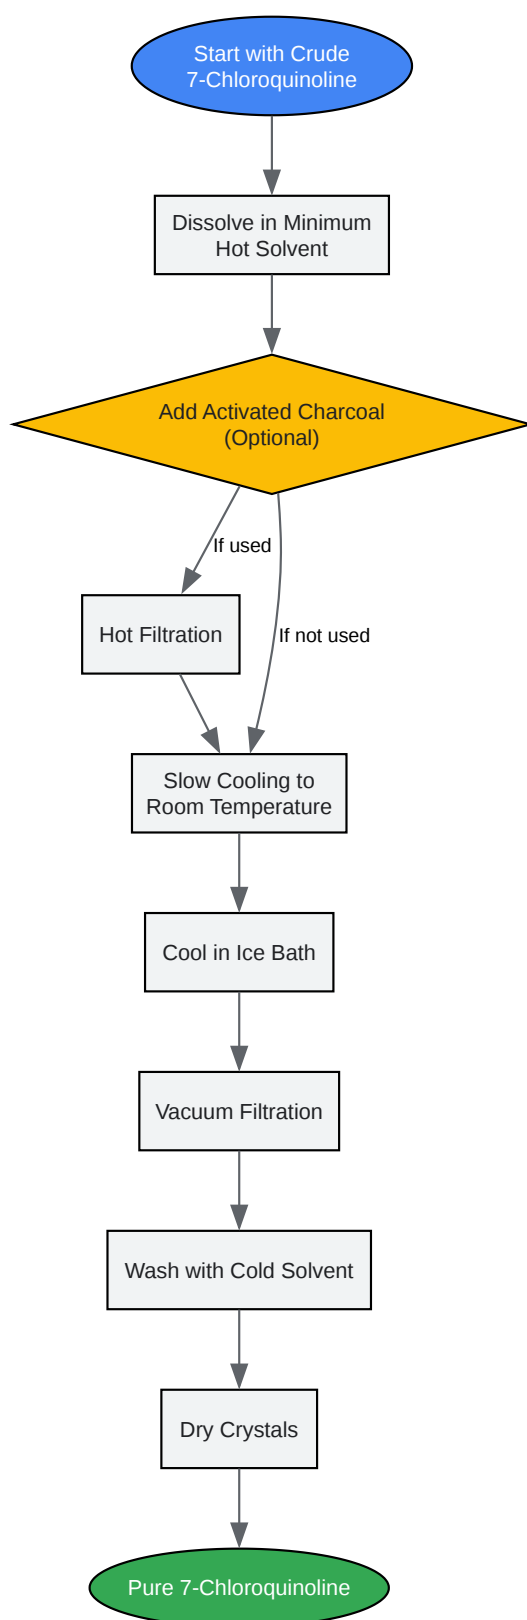 Start with Crude
7-Chloroquinoline
Dissolve in Minimum
Hot Solvent
Add Activated Charcoal
(Optional)
If used
Hot Filtration
If not used
Slow Cooling to
Room Temperature
Cool in Ice Bath
Vacuum Filtration
Wash with Cold Solvent
Dry Crystals
Pure 7-Chloroquinoline